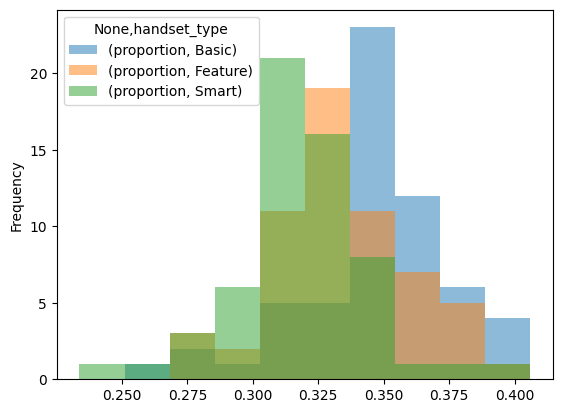 None,handset_type
(proportion, Basic)
(proportion, Feature)
(proportion, Smart)
Frequency
20
15
10
5
0
0.250 0.275 0.300 0.325 0.350 0.375 0.400